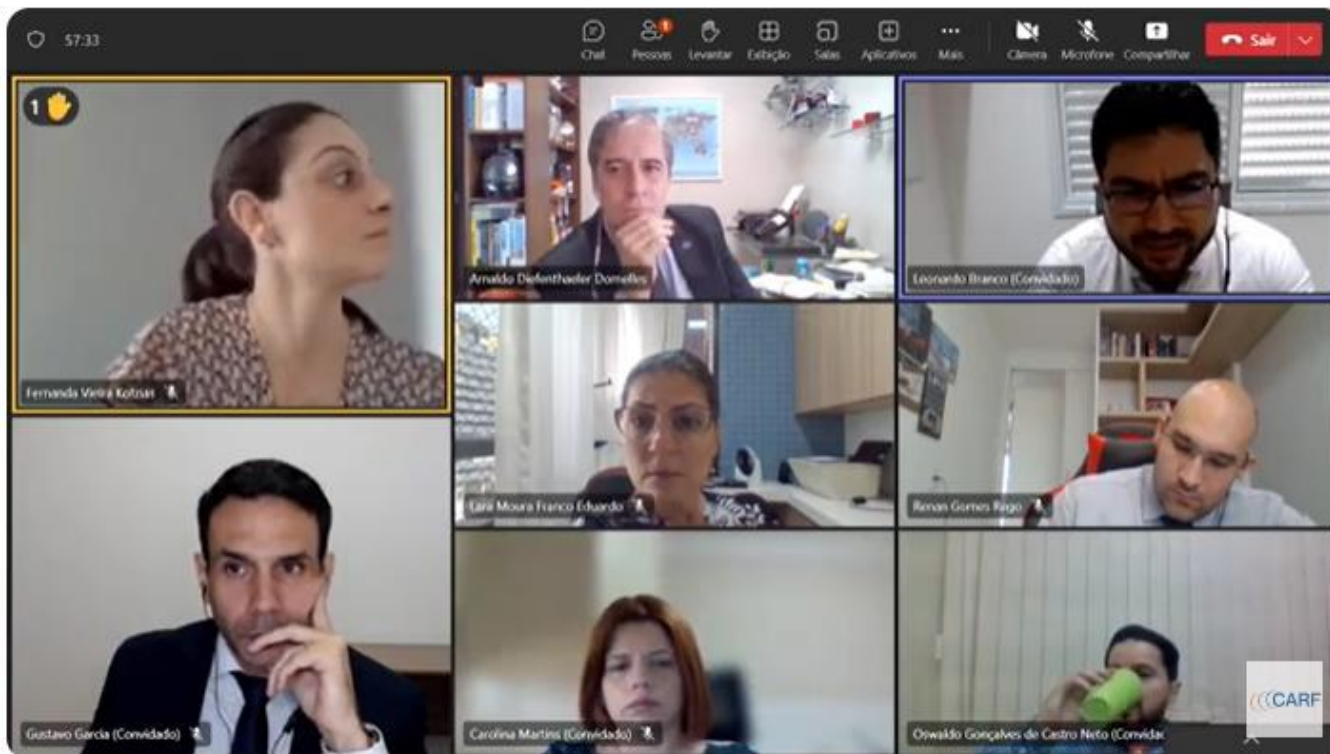 57:33
1
Chat
Pessoas
Levantar
Exibição
Salas
Aplicativos
Mais
Câmera
Microfone
Compartilhar
Sair
1
Fernanda Vieira Kotzias
Arnaldo Diefenthaeler Dornelles
Leonardo Branco (Convidado)
Lara Moura Franco Eduardo
Renan Gomes Rego
Gustavo Garcia (Convidado)
Carolina Martins (Convidado)
Oswaldo Gonçalves de Castro Neto (Convidac
CARF